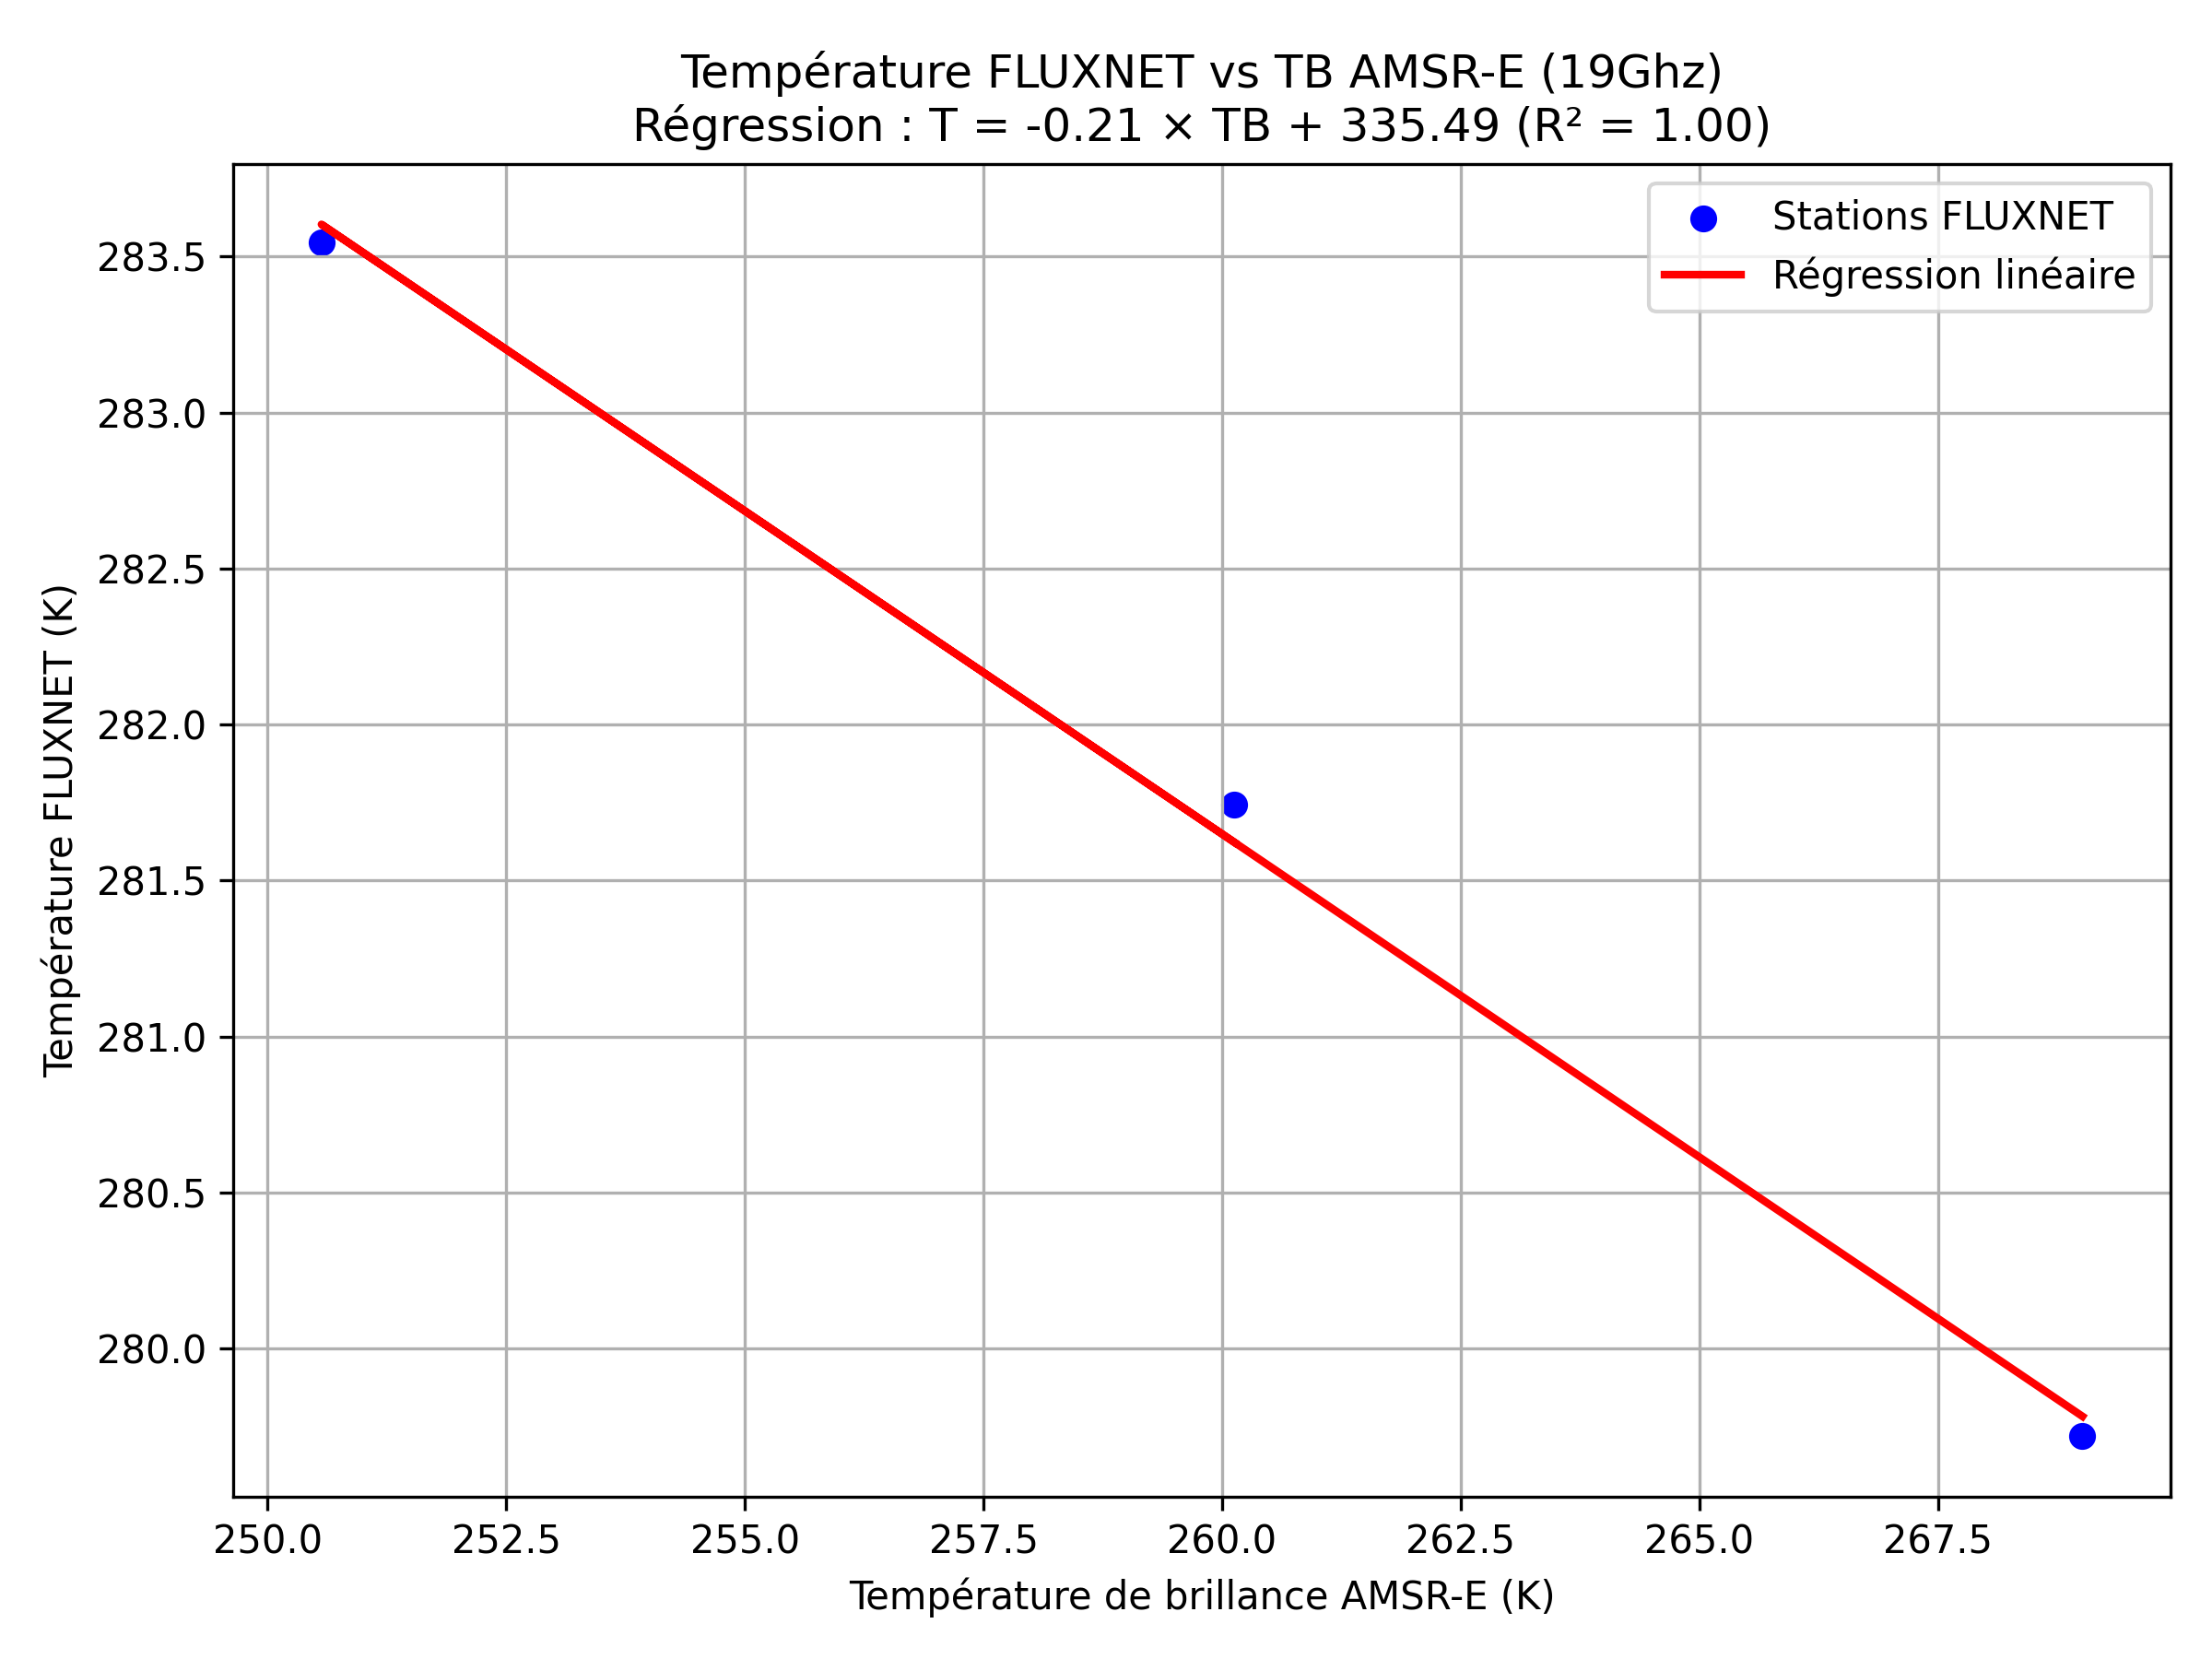 Température FLUXNET vs TB AMSR-E (19Ghz)
Régression : T = -0.21 × TB + 335.49 (R² = 1.00)
Stations FLUXNET
Régression linéaire
Température FLUXNET (K)
283.5
283.0
282.5
282.0
281.5
281.0
280.5
280.0
250.0 252.5 255.0 257.5 260.0 262.5 265.0 267.5
Température de brillance AMSR-E (K)